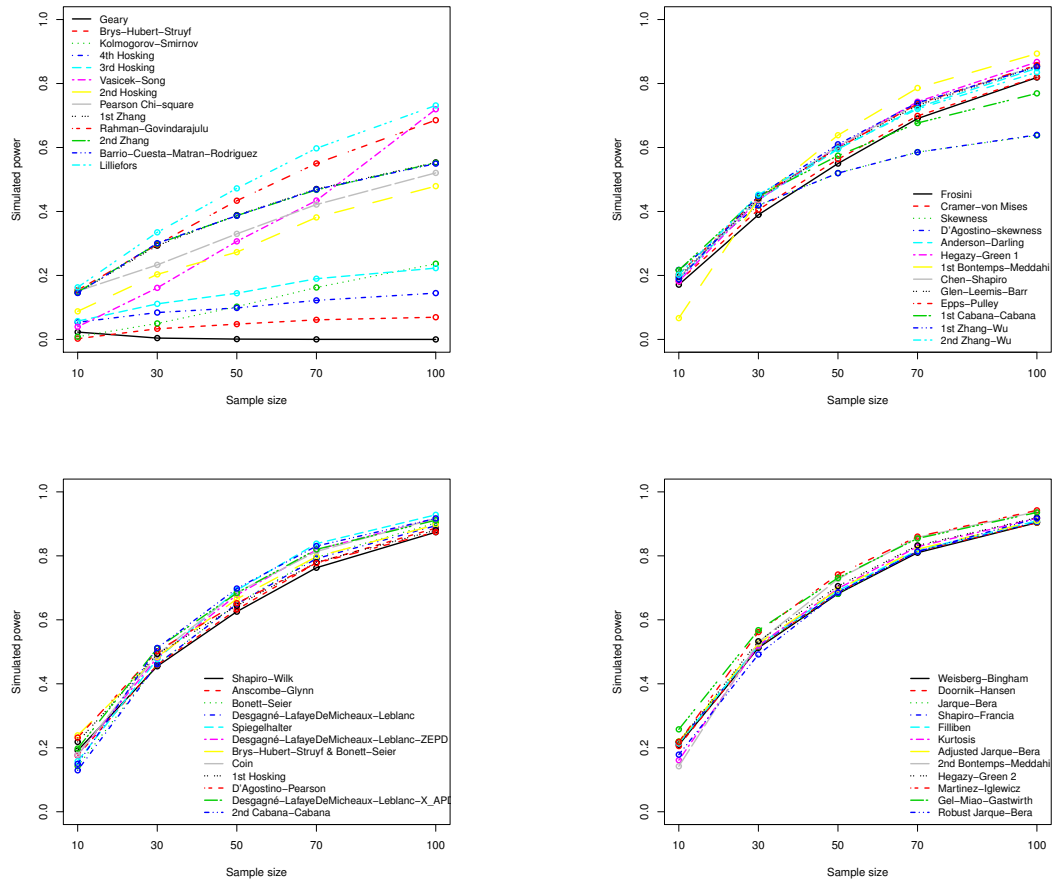 1.0
0.8
0.6
0.4
0.2
0.0
Simulated power
Geary
Brys−Hubert−Struyf
Kolmogorov−Smirnov
4th Hosking
3rd Hosking
Vasicek−Song
2nd Hosking
Pearson Chi−square
1st Zhang
Rahman−Govindarajulu
2nd Zhang
Barrio−Cuesta−Matran−Rodriguez
Lilliefors
10 30 50 70 100
Sample size
1.0
0.8
0.6
0.4
0.2
0.0
Simulated power
Frosini
Cramer−von Mises
Skewness
D'Agostino−skewness
Anderson−Darling
Hegazy−Green 1
1st Bontemps−Meddahi
Chen−Shapiro
Glen−Leemis−Barr
Epps−Pulley
1st Cabana−Cabana
1st Zhang−Wu
2nd Zhang−Wu
10 30 50 70 100
Sample size
1.0
0.8
0.6
0.4
0.2
0.0
Simulated power
Shapiro−Wilk
Anscombe−Glynn
Bonett−Seier
Desgagné−LafayeDeMicheaux−Leblanc
Spiegelhalter
Desgagné−LafayeDeMicheaux−Leblanc−ZEPD
Brys−Hubert−Struyf & Bonett−Seier
Coin
1st Hosking
D'Agostino−Pearson
Desgagné−LafayeDeMicheaux−Leblanc−X_API
2nd Cabana−Cabana
10 30 50 70 100
Sample size
1.0
0.8
0.6
0.4
0.2
0.0
Simulated power
Weisberg−Bingham
Doornik−Hansen
Jarque−Bera
Shapiro−Francia
Filliben
Kurtosis
Adjusted Jarque−Bera
2nd Bontemps−Meddahi
Hegazy−Green 2
Martinez−Iglewicz
Gel−Miao−Gastwirth
Robust Jarque−Bera
10 30 50 70 100
Sample size